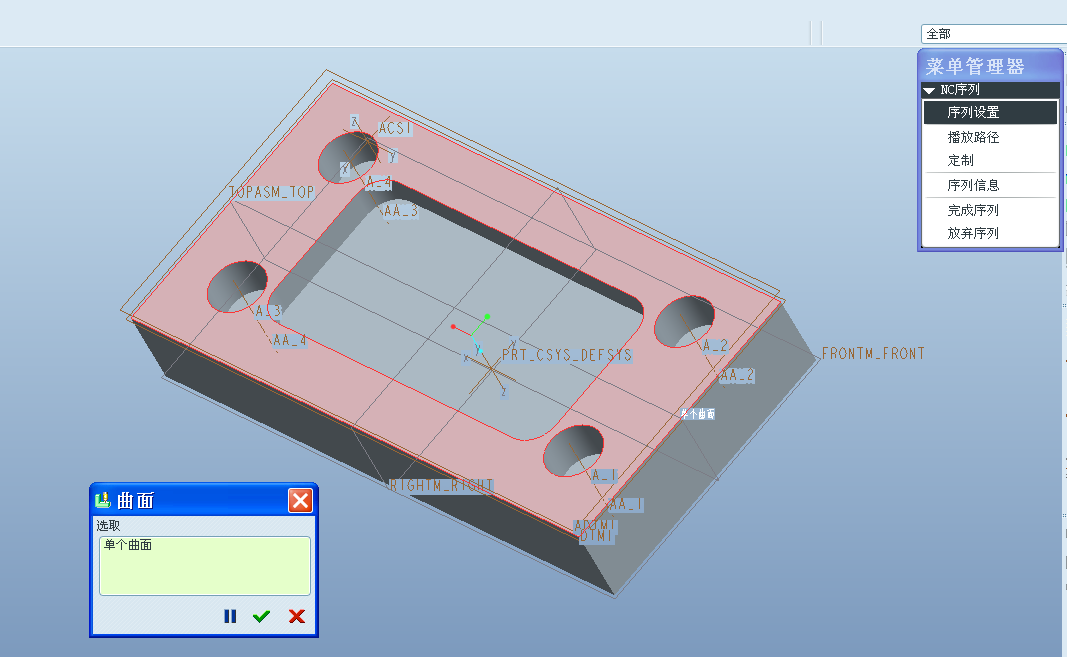 全部
菜单管理器
NC序列
序列设置
播放路径
定制
序列信息
完成序列
放弃序列
z
ACS1
y
X
A_4
TOPASM_TOP
AA_3
A_3
AA_4
A_2
y
y
x
PRT_CSYS_DEFSYS
FRONTM_FRONT
AA_2
z
单个曲面
A_1
RIGHTM_RIGHT
AA_1
ADTM1
DTM1
曲面
选取
单个曲面